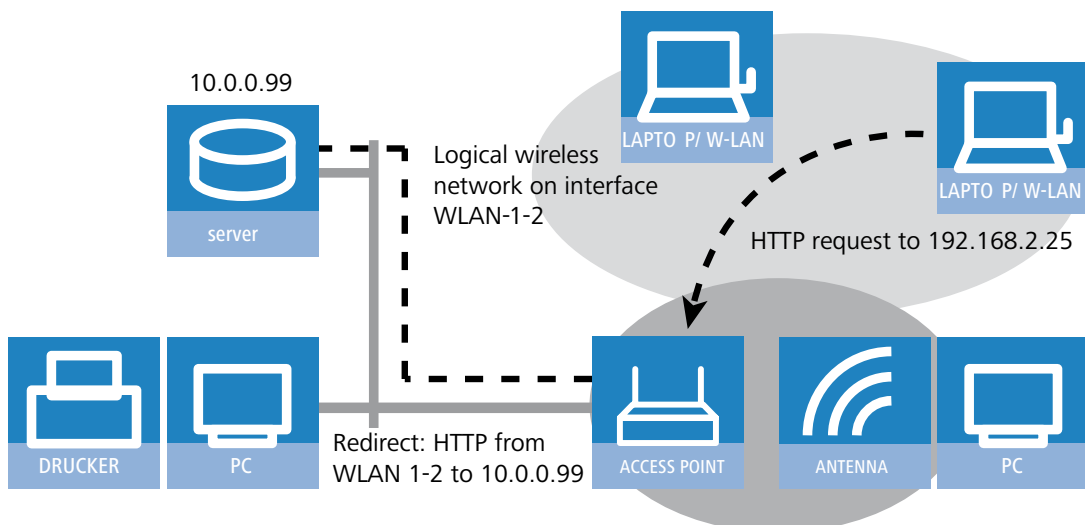 10.0.0.99
server
Logical wireless
network on interface
WLAN-1-2
LAPTO P/ W-LAN
LAPTO P/ W-LAN
HTTP request to 192.168.2.25
DRUCKER
PC
Redirect: HTTP from
WLAN 1-2 to 10.0.0.99
ACCESS POINT
ANTENNA
PC